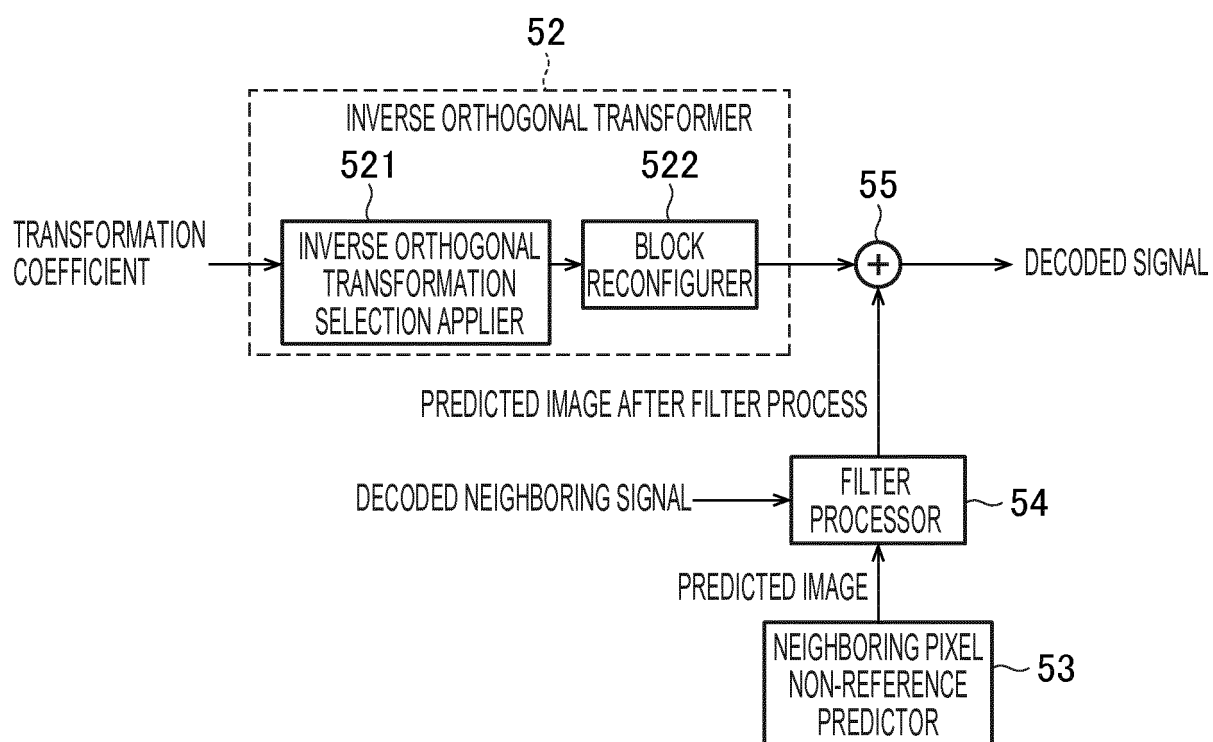 52
INVERSE ORTHOGONAL TRANSFORMER
521
522
55
TRANSFORMATION
COEFFICIENT
INVERSE ORTHOGONAL
TRANSFORMATION
SELECTION APPLIER
BLOCK
RECONFIGURER
+
DECODED SIGNAL
PREDICTED IMAGE AFTER FILTER PROCESS
DECODED NEIGHBORING SIGNAL
FILTER
PROCESSOR
54
PREDICTED IMAGE
NEIGHBORING PIXEL
NON-REFERENCE
PREDICTOR
53